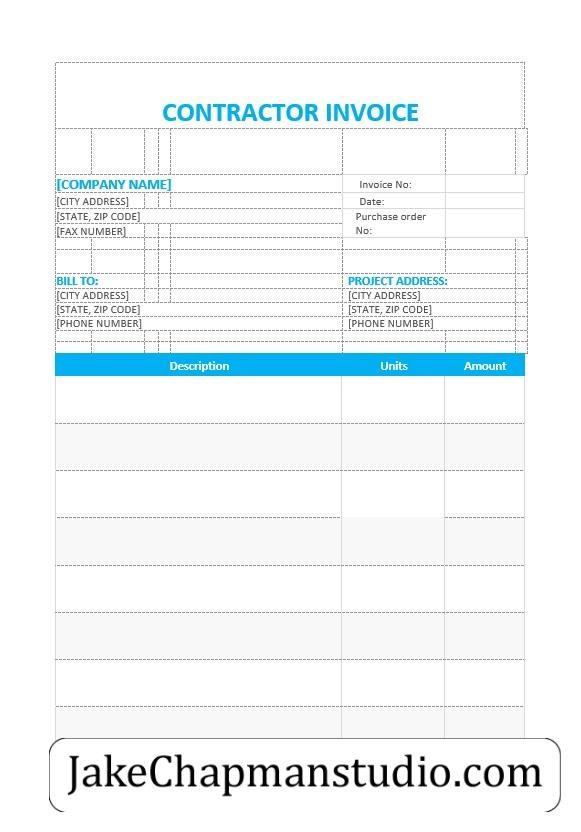 CONTRACTOR INVOICE
[COMPANY NAME]
Invoice No:
[CITY ADDRESS]
Date:
[STATE, ZIP CODE]
Purchase order
No:
[FAX NUMBER]
BILL TO:
PROJECT ADDRESS:
[CITY ADDRESS]
[CITY ADDRESS]
[STATE, ZIP CODE]
[STATE, ZIP CODE]
[PHONE NUMBER]
[PHONE NUMBER]
Description Units Amount
JakeChapmanstudio.com